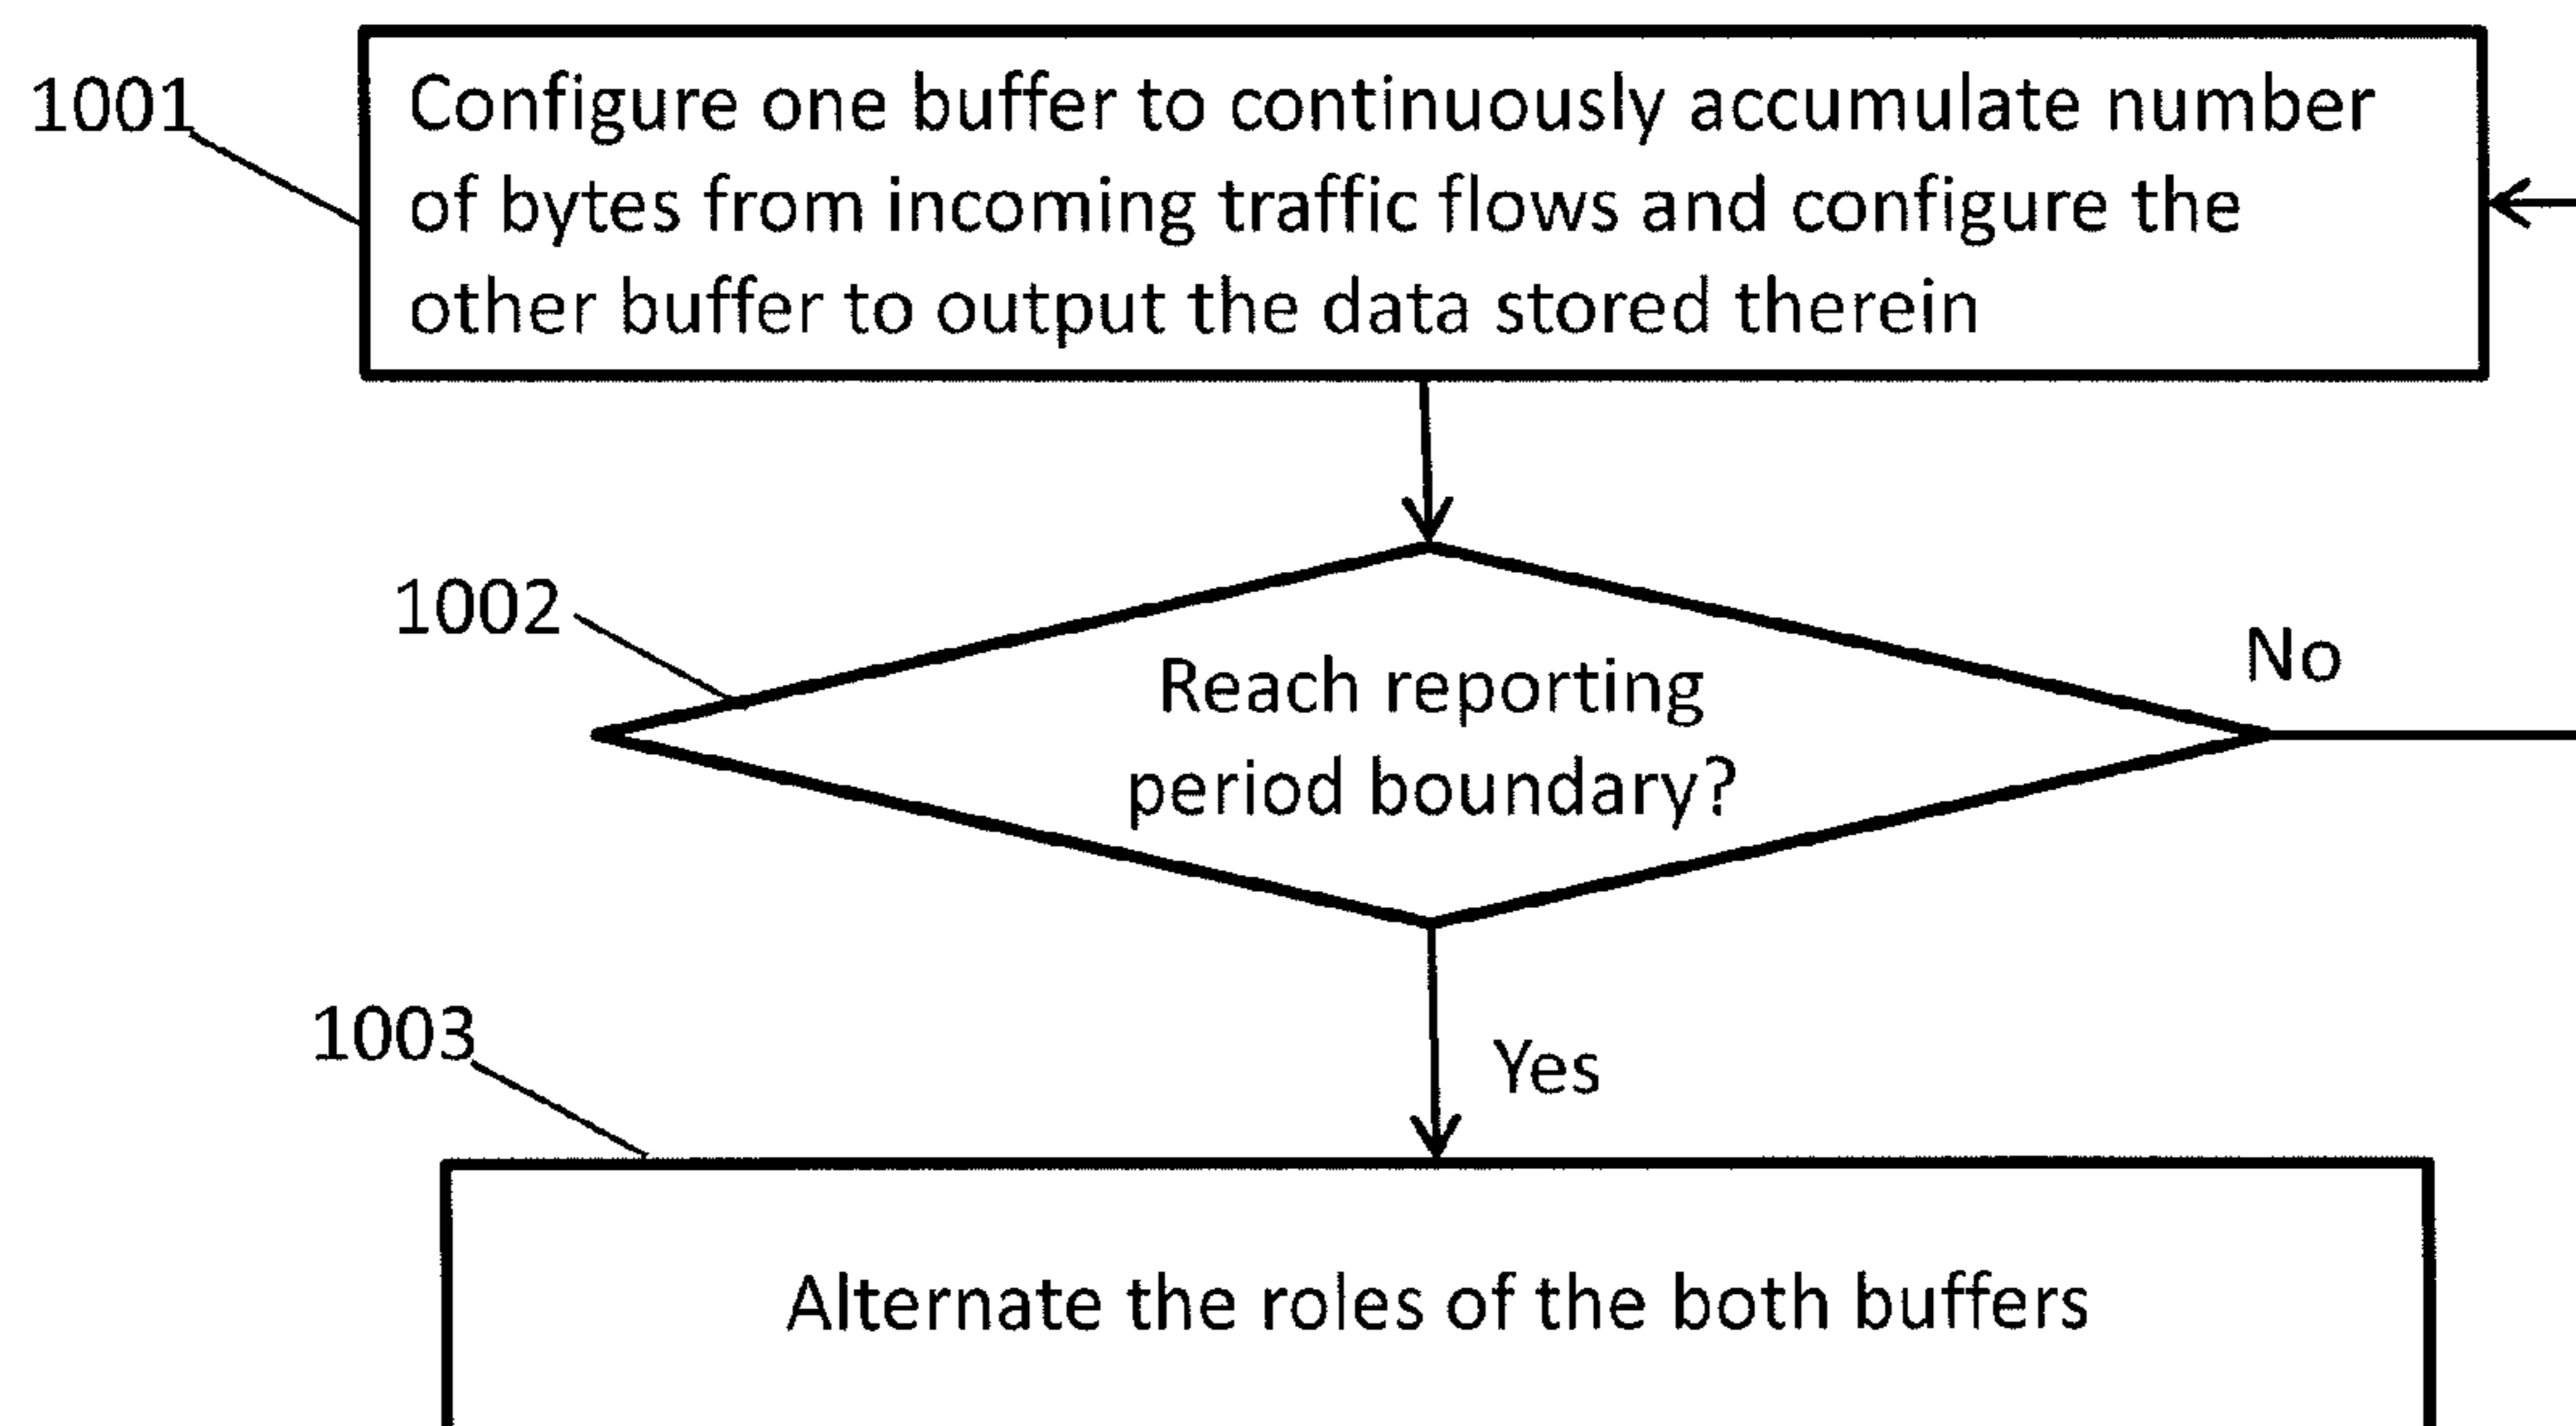 1001
Configure one buffer to continuously accumulate number
of bytes from incoming traffic flows and configure the
other buffer to output the data stored therein
1002
Reach reporting
period boundary?
No
Yes
1003
Alternate the roles of the both buffers